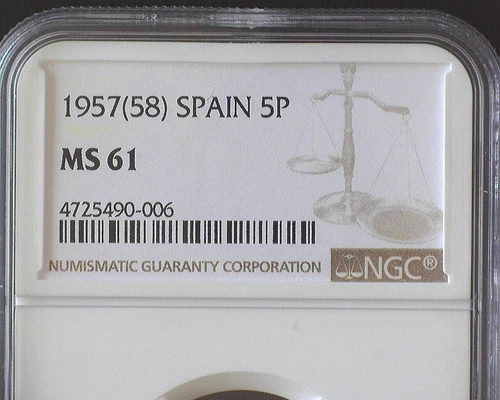 1957(58) SPAIN 5P
MS 61
4725490-006
NUMISMATIC GUARANTY CORPORATION
NGC®